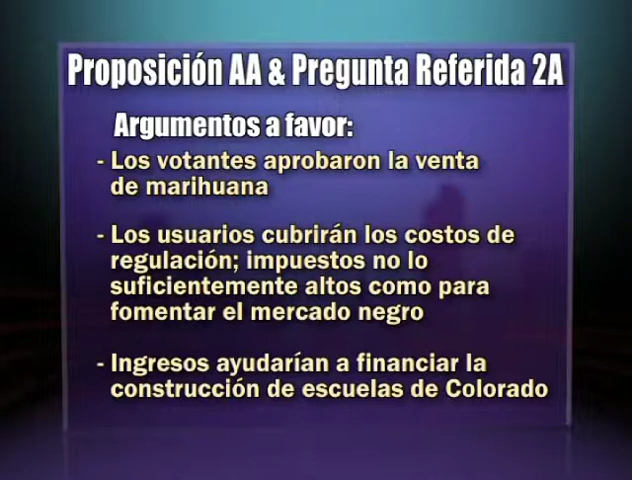 Proposición AA & Pregunta Referida 2A
Argumentos a favor:
- Los votantes aprobaron la venta
de marihuana
- Los usuarios cubrirán los costos de
regulación; impuestos no lo
suficientemente altos como para
fomentar el mercado negro
- Ingresos ayudarían a financiar la
construcción de escuelas de Colorado